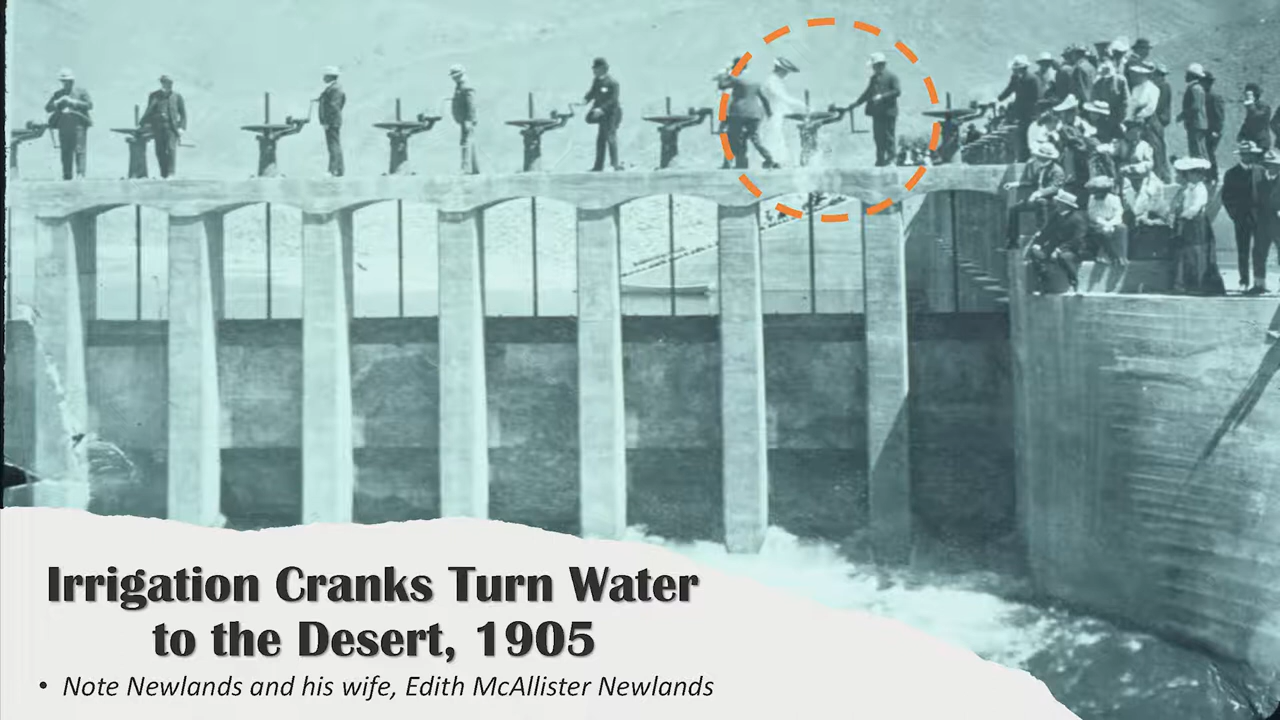 Irrigation Cranks Turn Water
to the Desert, 1905
• Note Newlands and his wife, Edith McAllister Newlands